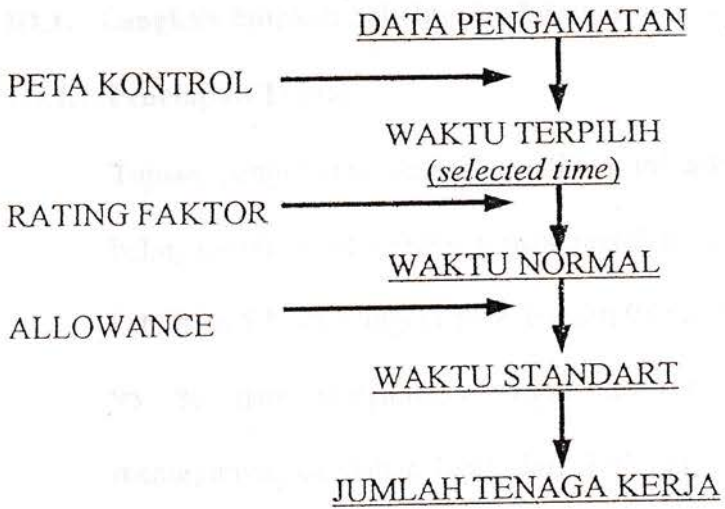 DATA PENGAMATAN
PETA KONTROL
WAKTU TERPILIH
(selected time)
RATING FAKTOR
WAKTU NORMAL
ALLOWANCE
WAKTU STANDART
JUMLAH TENAGA KERJA